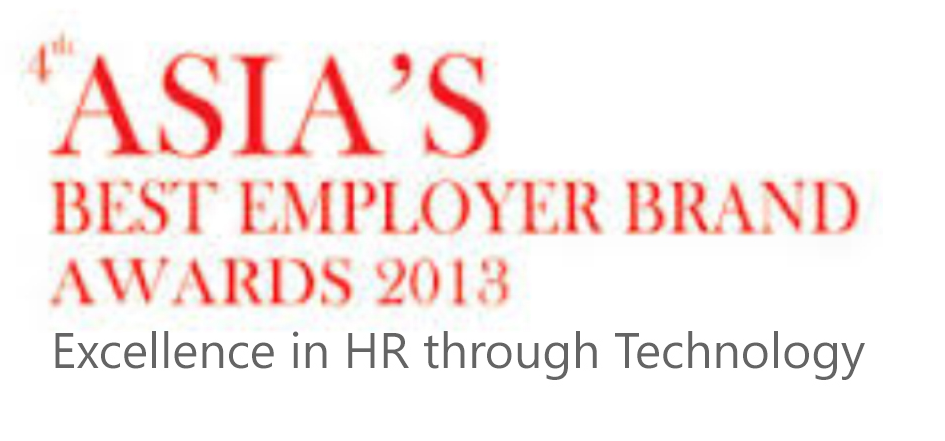 4th ASIA'S
BEST EMPLOYER BRAND
AWARDS 2013
Excellence in HR through Technology